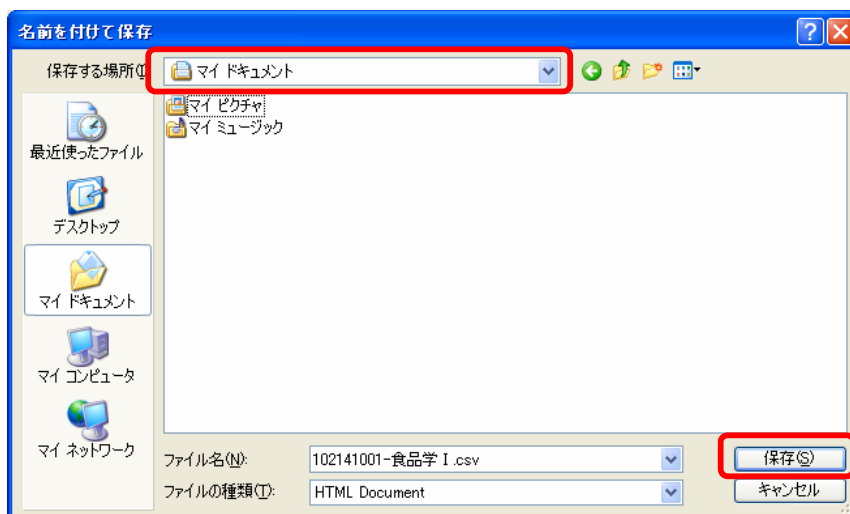 名前を付けて保存
保存する場所(I)
マイ ドキュメント
マイ ピクチャ
マイ ミュージック
最近使ったファイル
デスクトップ
マイ ドキュメント
マイ コンピュータ
マイ ネットワーク
ファイル名(N): 102141001-食品学Ⅰ.csv 保存(S)
ファイルの種類(T): HTML Document キャンセル